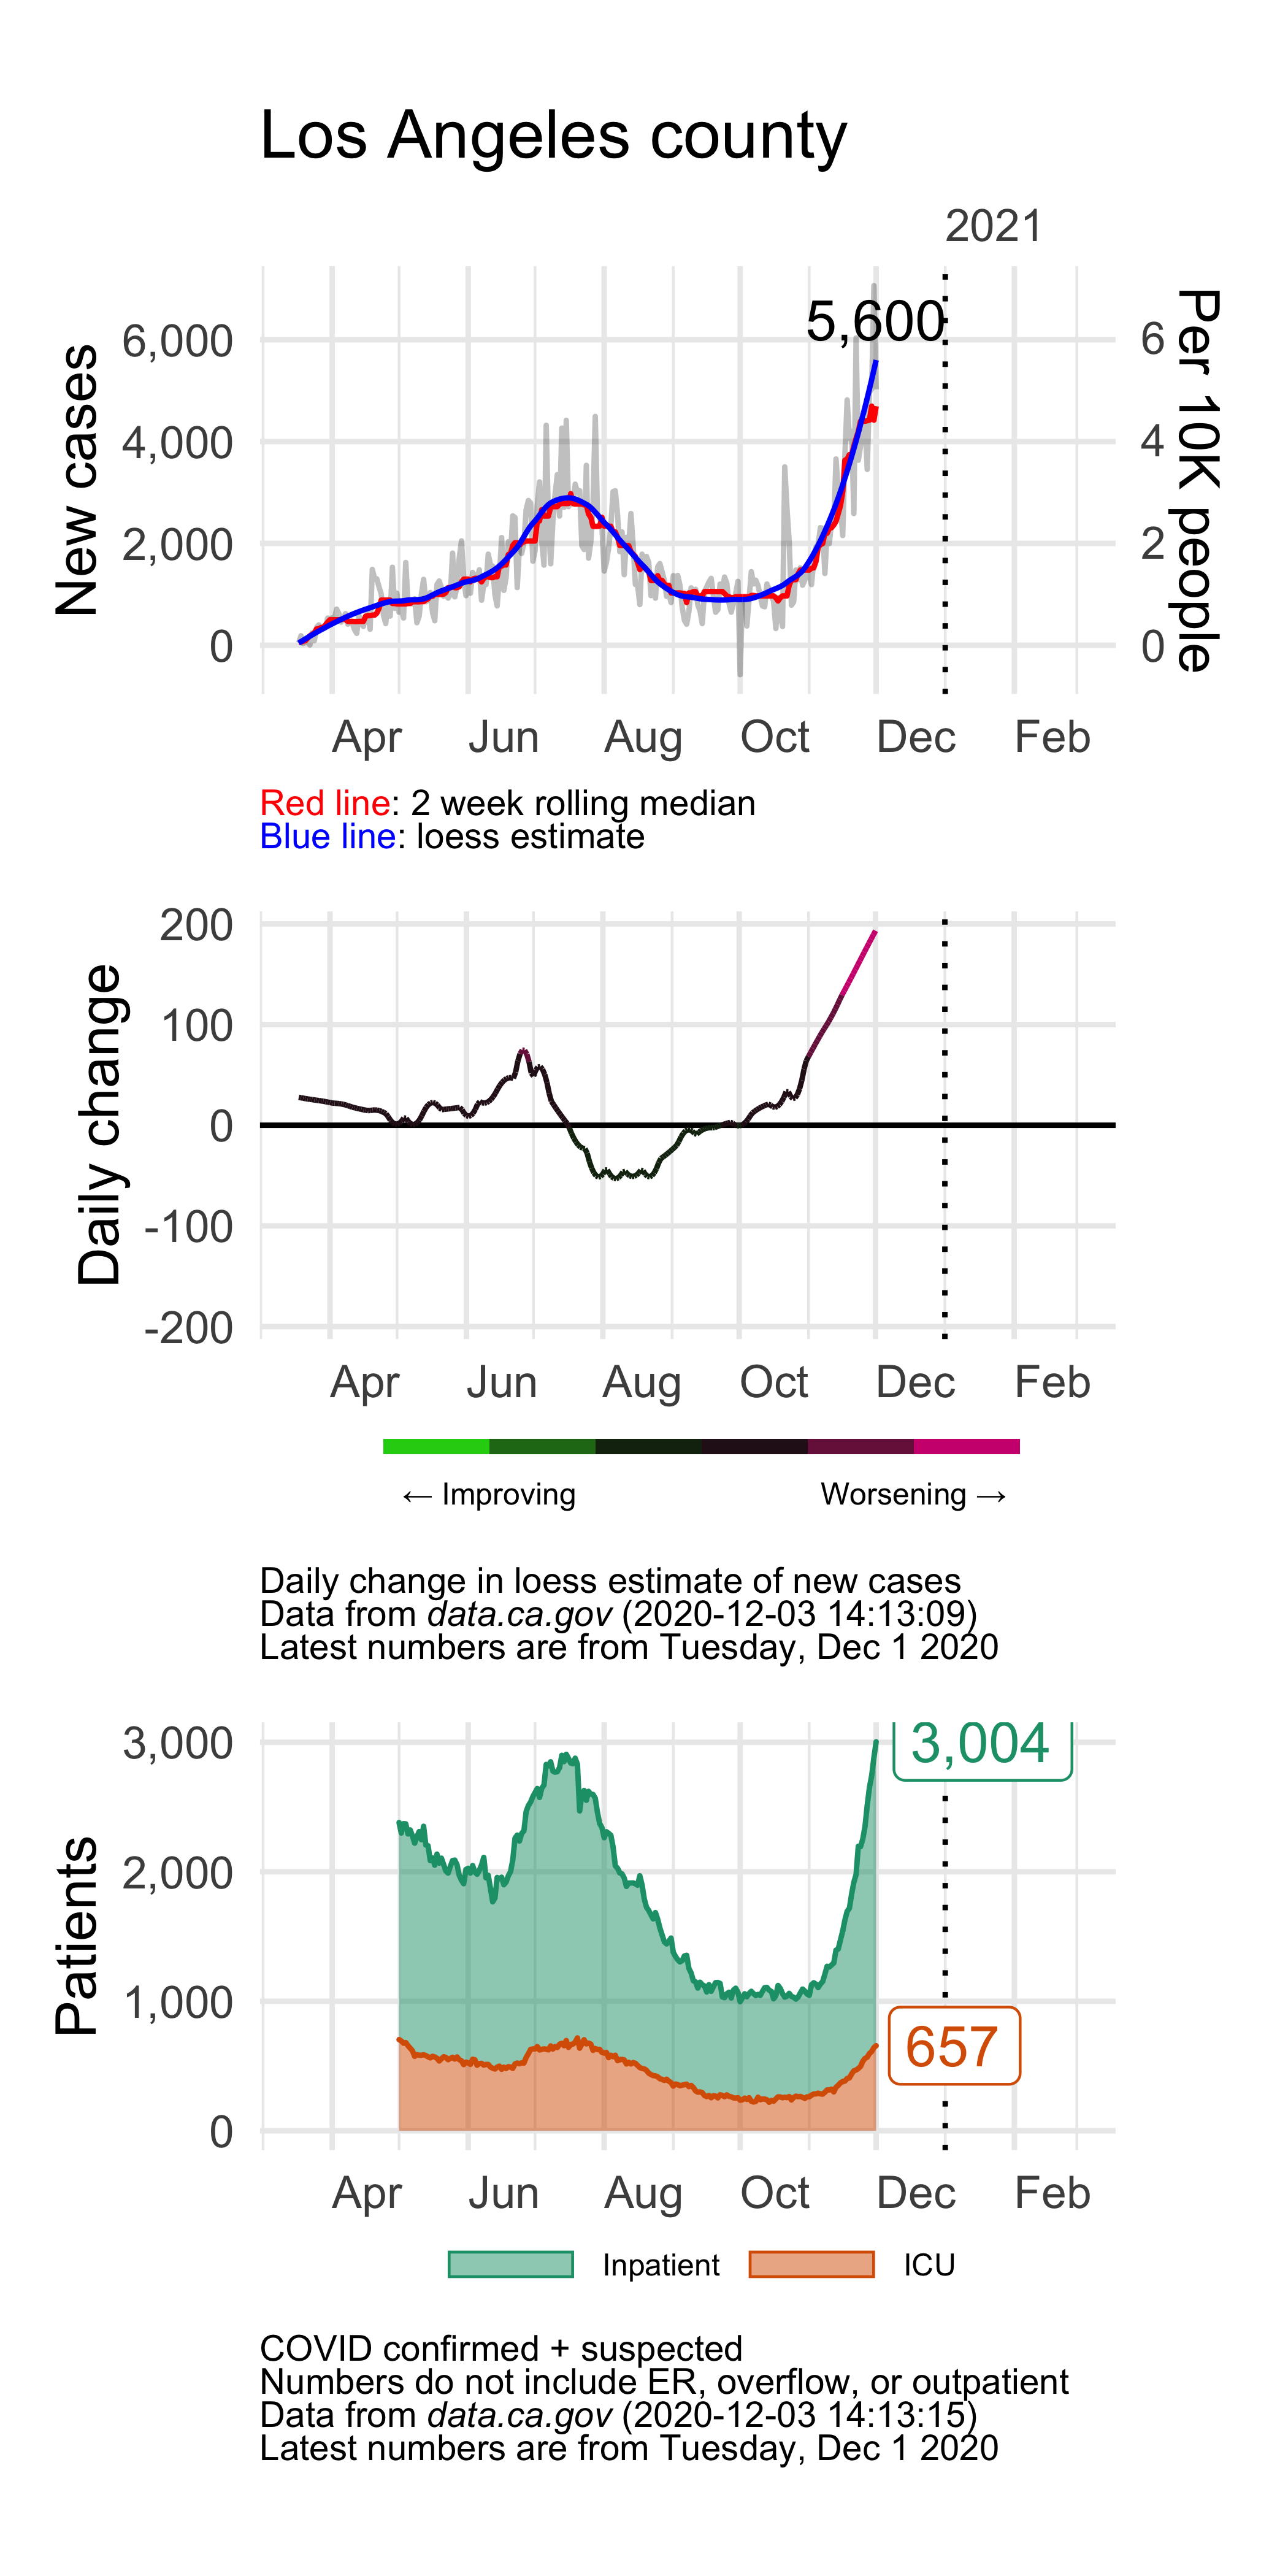 Los Angeles county
2021
5,600
New cases
6,000
4,000
2,000
0
Per 10K people
6
4
2
0
Apr Jun Aug Oct Dec Feb
Red line: 2 week rolling median
Blue line: loess estimate
Daily change
200
100
0
-100
-200
Apr Jun Aug Oct Dec Feb
← Improving Worsening →
Daily change in loess estimate of new cases
Data from data.ca.gov (2020-12-03 14:13:09)
Latest numbers are from Tuesday, Dec 1 2020
Patients
3,000
2,000
1,000
0
3,004
657
Apr Jun Aug Oct Dec Feb
Inpatient ICU
COVID confirmed + suspected
Numbers do not include ER, overflow, or outpatient
Data from data.ca.gov (2020-12-03 14:13:15)
Latest numbers are from Tuesday, Dec 1 2020